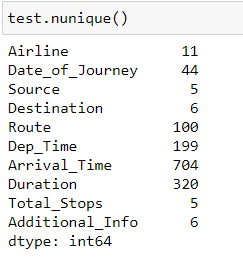 test.nunique()
Airline 11
Date_of_Journey 44
Source 5
Destination 6
Route 100
Dep_Time 199
Arrival_Time 704
Duration 320
Total_Stops 5
Additional_Info 6
dtype: int64